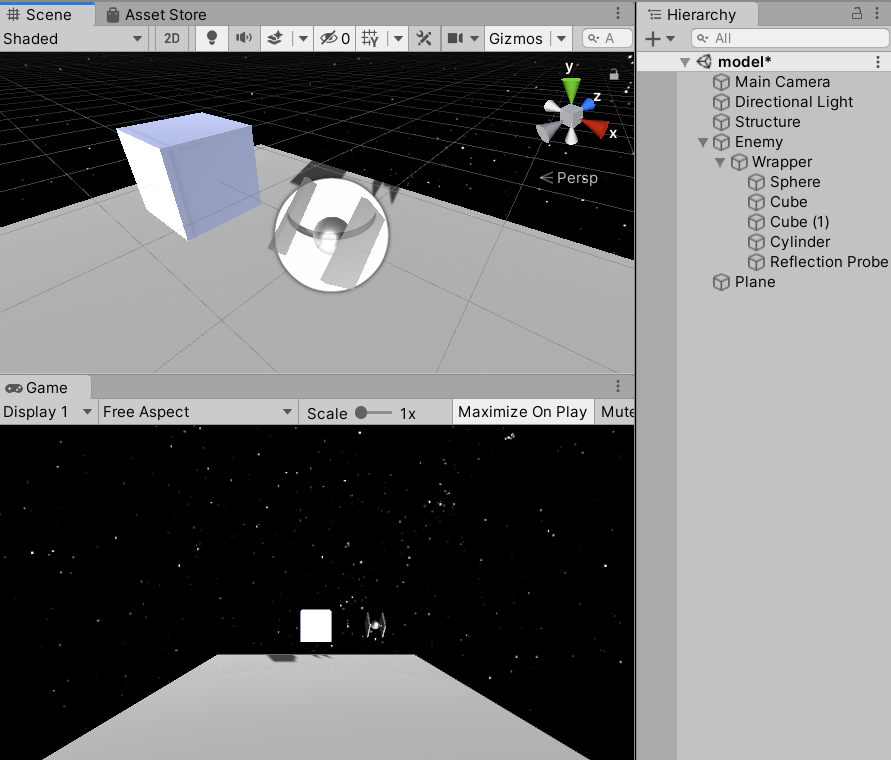 Scene
Asset Store
Shaded
2D
0
Gizmos
A
y
z
x
Persp
Game
Display 1
Free Aspect
Scale
1x
Maximize On Play
Mute
Hierarchy
All
model*
Main Camera
Directional Light
Structure
Enemy
Wrapper
Sphere
Cube
Cube (1)
Cylinder
Reflection Probe
Plane